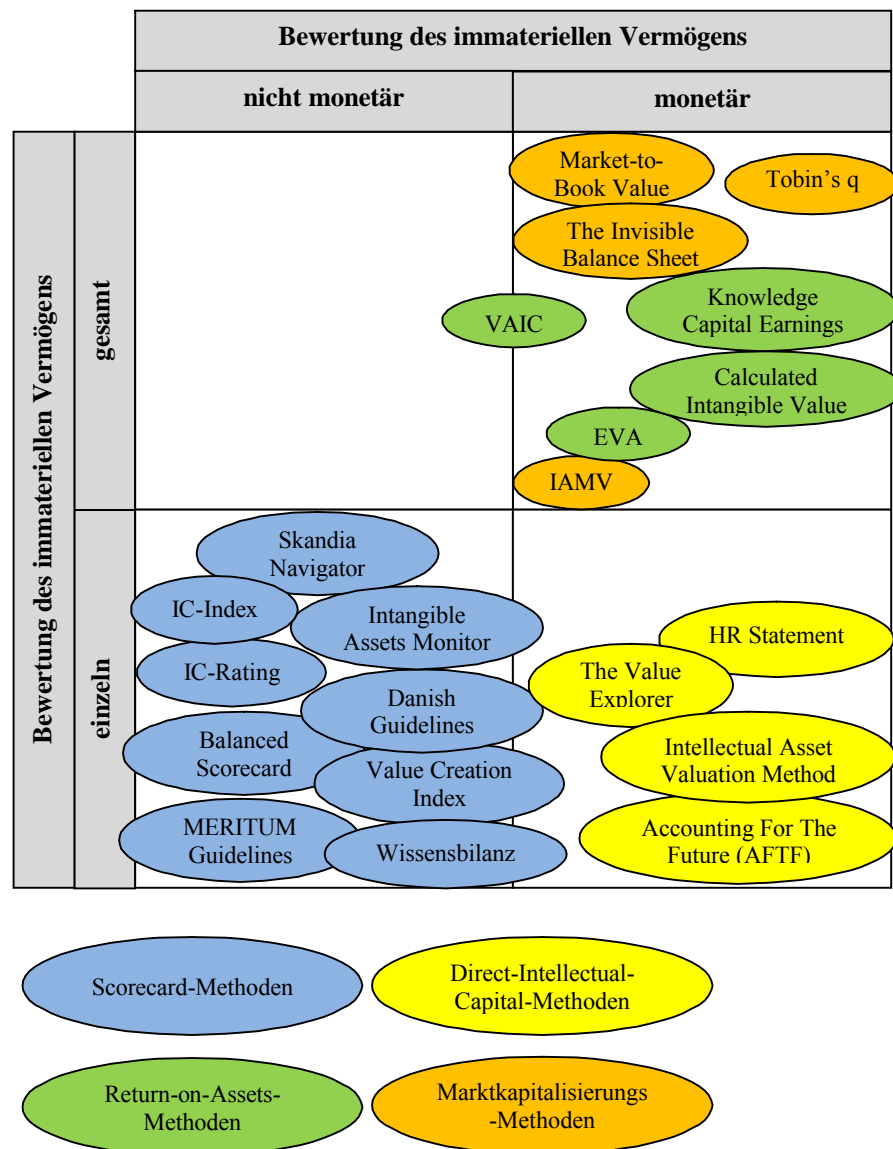 Bewertung des immateriellen Vermögens
nicht monetär
monetär
Bewertung des immateriellen Vermögens
gesamt
Market-to-
Book Value
Tobin's q
The Invisible
Balance Sheet
VAIC
Knowledge
Capital Earnings
Calculated
Intangible Value
EVA
IAMV
einzeln
Skandia
Navigator
IC-Index
Intangible
Assets Monitor
IC-Rating
Danish
Guidelines
Balanced
Scorecard
Value Creation
Index
MERITUM
Guidelines
Wissensbilanz
HR Statement
The Value
Explorer
Intellectual Asset
Valuation Method
Accounting For The
Future (AFTF)
Scorecard-Methoden
Direct-Intellectual-
Capital-Methoden
Return-on-Assets-
Methoden
Marktkapitalisierungs
-Methoden